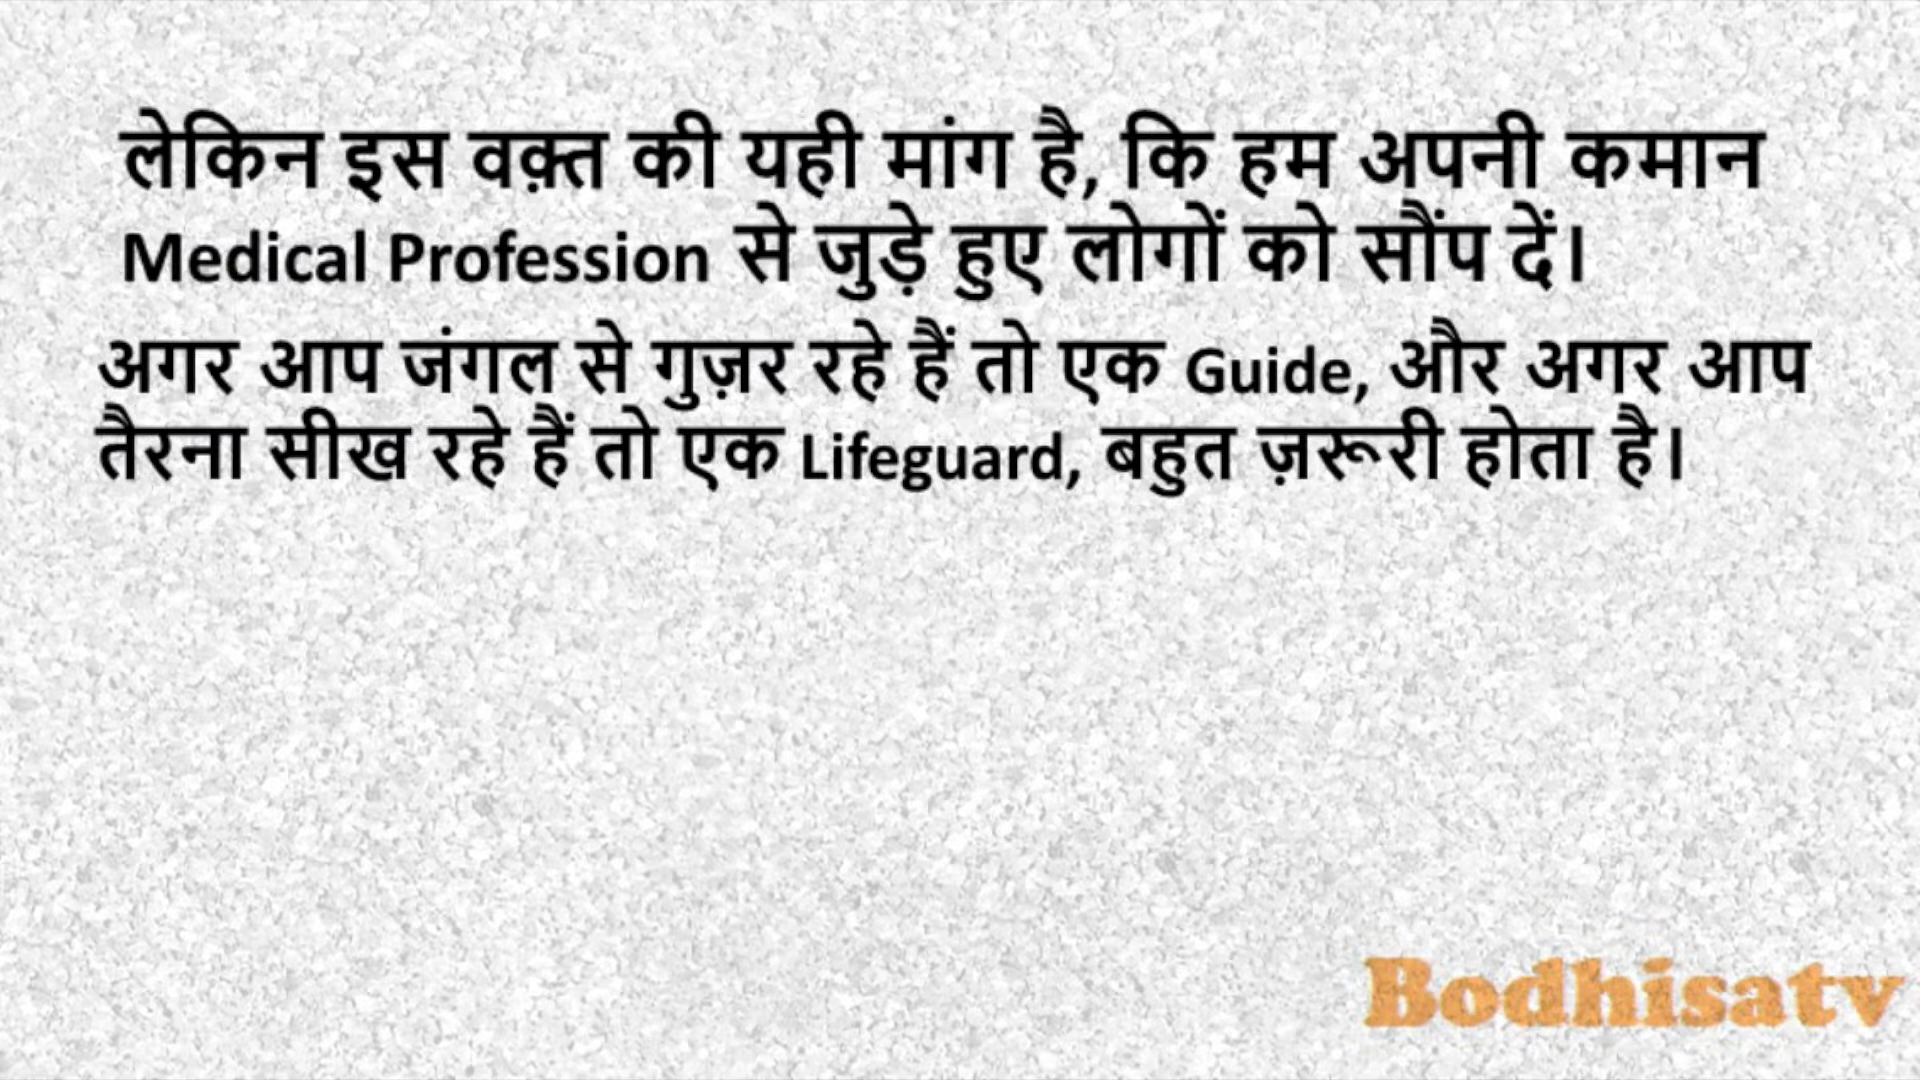 लेकिन इस वक़्त की यही मांग है, कि हम अपनी कमान
Medical Profession से जुड़े हुए लोगों को सौंप दें।
अगर आप जंगल से गुज़र रहे हैं तो एक Guide, और अगर आप
तैरना सीख रहे हैं तो एक Lifeguard, बहुत ज़रूरी होता है।
Bodhisatv